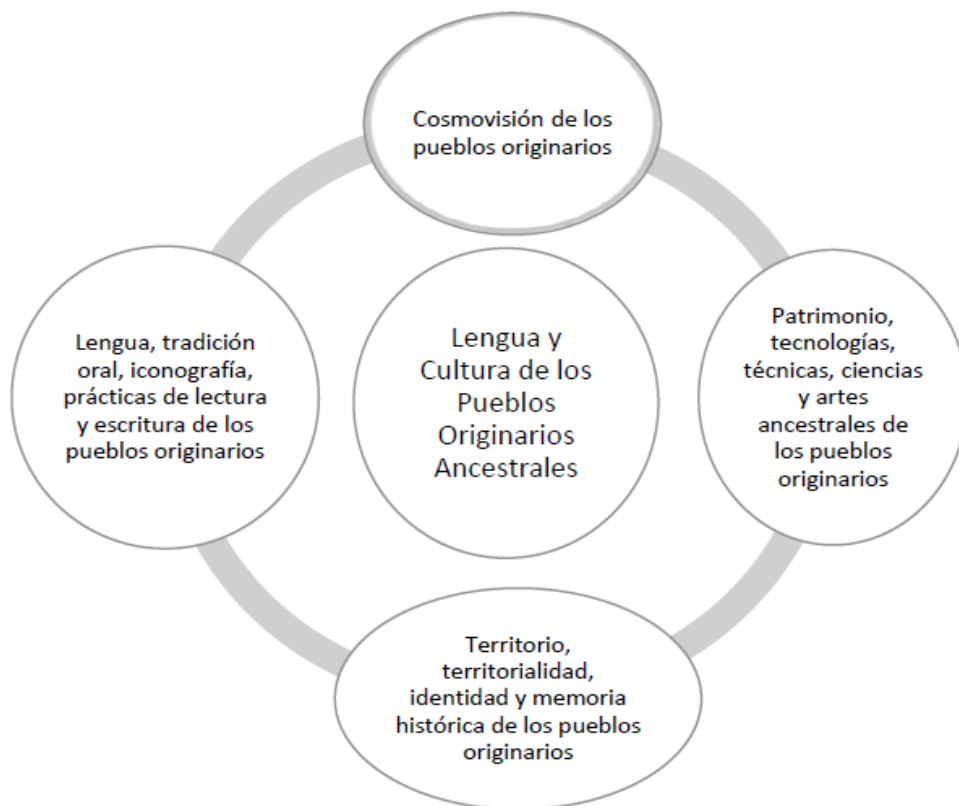 Cosmovisión de los
pueblos originarios
Lengua, tradición
oral, iconografía,
prácticas de lectura
y escritura de los
pueblos originarios
Lengua y
Cultura de los
Pueblos
Originarios
Ancestrales
Patrimonio,
tecnologías,
técnicas, ciencias
y artes
ancestrales de
los pueblos
originarios
Territorio,
territorialidad,
identidad y memoria
histórica de los pueblos
originarios